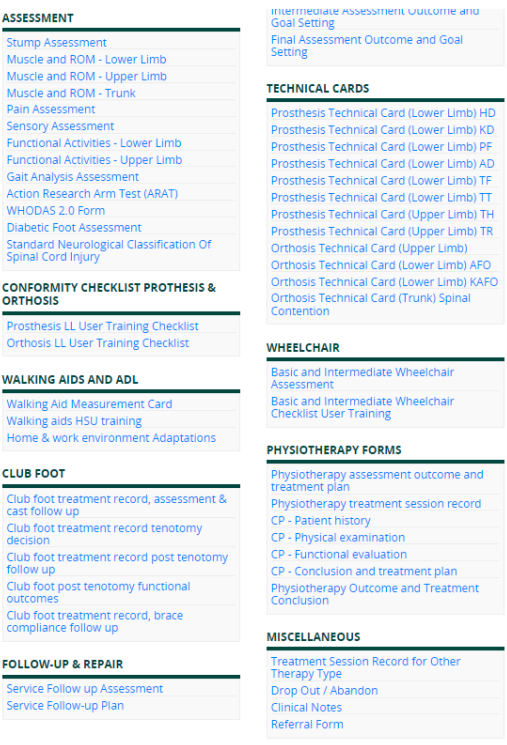 ASSESSMENT
Stump Assessment
Muscle and ROM - Lower Limb
Muscle and ROM - Upper Limb
Muscle and ROM - Trunk
Pain Assessment
Sensory Assessment
Functional Activities - Lower Limb
Functional Activities - Upper Limb
Gait Analysis Assessment
Action Research Arm Test (ARAT)
WHODAS 2.0 Form
Diabetic Foot Assessment
Standard Neurological Classification Of
Spinal Cord Injury
CONFORMITY CHECKLIST PROTHESIS &
ORTHOSIS
Prosthesis LL User Training Checklist
Orthosis LL User Training Checklist
WALKING AIDS AND ADL
Walking Aid Measurement Card
Walking aids HSU training
Home & work environment Adaptations
CLUB FOOT
Club foot treatment record, assessment &
cast follow up
Club foot treatment record tenotomy
decision
Club foot treatment record post tenotomy
follow up
Club foot post tenotomy functional
outcomes
Club foot treatment record, brace
compliance follow up
FOLLOW-UP & REPAIR
Service Follow up Assessment
Service Follow-up Plan
Intermediate Assessment Outcome and
Goal Setting
Final Assessment Outcome and Goal
Setting
TECHNICAL CARDS
Prosthesis Technical Card (Lower Limb) HD
Prosthesis Technical Card (Lower Limb) KD
Prosthesis Technical Card (Lower Limb) PF
Prosthesis Technical Card (Lower Limb) AD
Prosthesis Technical Card (Lower Limb) TF
Prosthesis Technical Card (Lower Limb) TT
Prosthesis Technical Card (Upper Limb) TH
Prosthesis Technical Card (Upper Limb) TR
Orthosis Technical Card (Upper Limb)
Orthosis Technical Card (Lower Limb) AFO
Orthosis Technical Card (Lower Limb) KAFO
Orthosis Technical Card (Trunk) Spinal
Contention
WHEELCHAIR
Basic and Intermediate Wheelchair
Assessment
Basic and Intermediate Wheelchair
Checklist User Training
PHYSIOTHERAPY FORMS
Physiotherapy assessment outcome and
treatment plan
Physiotherapy treatment session record
CP - Patient history
CP - Physical examination
CP - Functional evaluation
CP - Conclusion and treatment plan
Physiotherapy Outcome and Treatment
Conclusion
MISCELLANEOUS
Treatment Session Record for Other
Therapy Type
Drop Out / Abandon
Clinical Notes
Referral Form